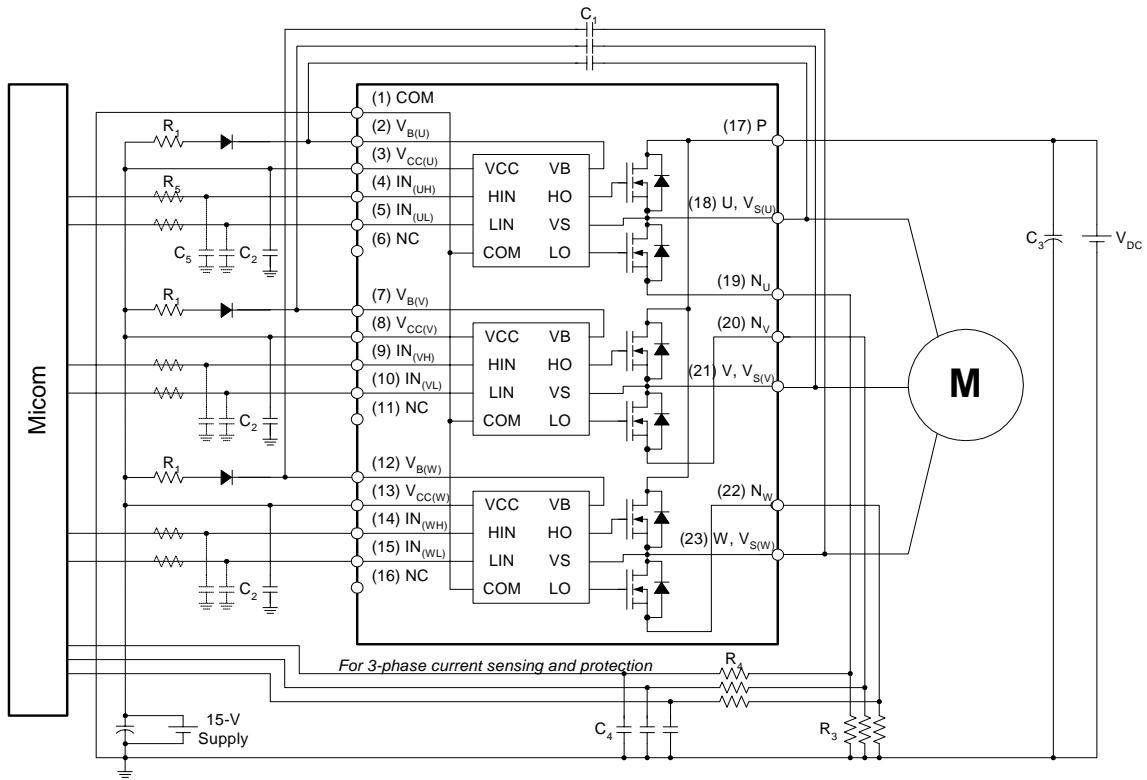 C1
Micom
R1
(1) COM
(2) VB(U)
(3) VCC(U)
(4) IN(UH)
(5) IN(UL)
(6) NC
R5
C5
C2
VCC VB
HIN HO
LIN VS
COM LO
(17) P
(18) U, VS(U)
(19) NU
C3
VDC
R1
(7) VB(V)
(8) VCC(V)
(9) IN(VH)
(10) IN(VL)
(11) NC
C2
VCC VB
HIN HO
LIN VS
COM LO
(20) NV
(21) V, VS(V)
M
R1
(12) VB(W)
(13) VCC(W)
(14) IN(WH)
(15) IN(WL)
(16) NC
C2
VCC VB
HIN HO
LIN VS
COM LO
(22) NW
(23) W, VS(W)
For 3-phase current sensing and protection
R4
15-V
Supply
C4
R3